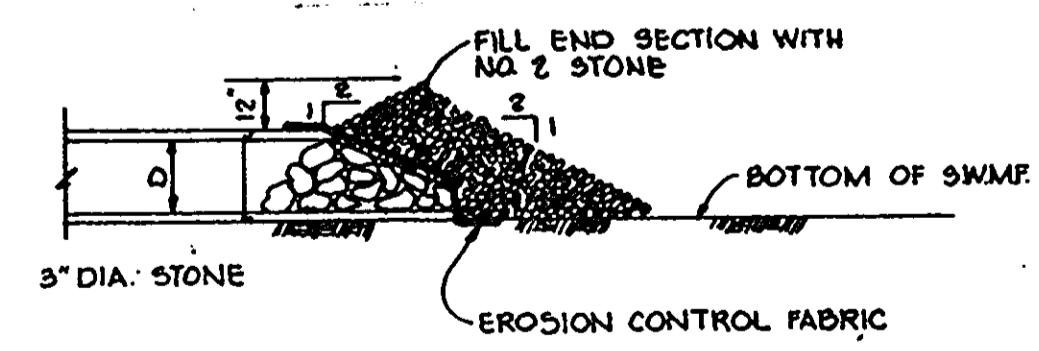 FILL END SECTION WITH
NO. 2 STONE
12"
1 2
2
1
D
BOTTOM OF S.W.M.F.
3" DIA. STONE
EROSION CONTROL FABRIC